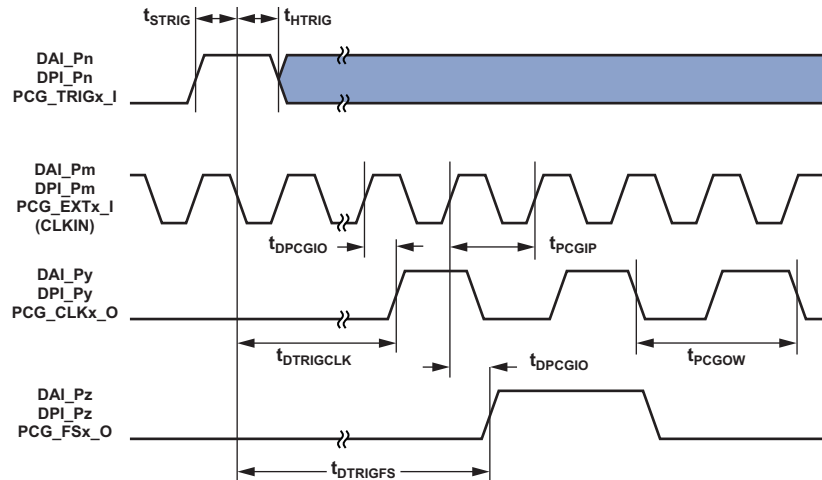 tSTRIG
tHTRIG
DAI_Pn
DPI_Pn
PCG_TRIGx_I
DAI_Pm
DPI_Pm
PCG_EXTx_I
(CLKIN)
tDPCGIO
tPCGIP
DAI_Py
DPI_Py
PCG_CLKx_O
tDTRIGCLK
tDPCGIO
tPCGOW
DAI_Pz
DPI_Pz
PCG_FSx_O
tDTRIGFS